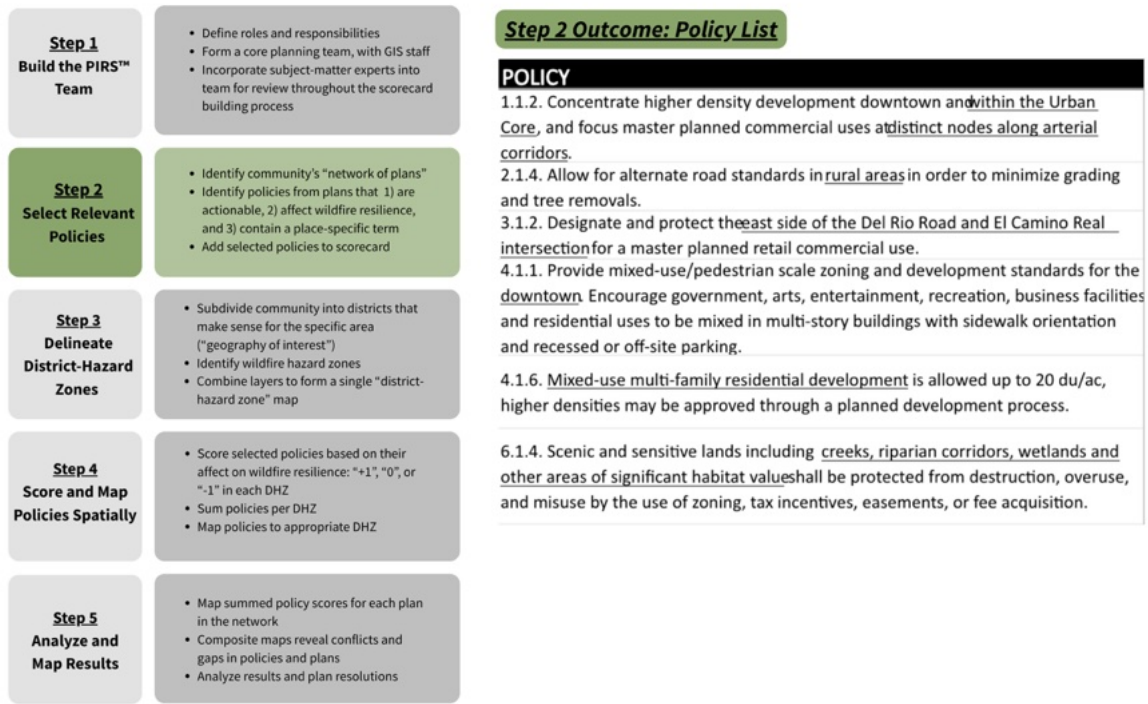 Step 1
Build the PIRS™
Team
• Define roles and responsibilities
• Form a core planning team, with GIS staff
• Incorporate subject-matter experts into
team for review throughout the scorecard
building process
Step 2
Select Relevant
Policies
• Identify community's “network of plans”
• Identify policies from plans that 1) are
actionable, 2) affect wildfire resilience,
and 3) contain a place-specific term
• Add selected policies to scorecard
Step 3
Delineate
District-Hazard
Zones
• Subdivide community into districts that
make sense for the specific area
(“geography of interest”)
• Identify wildfire hazard zones
• Combine layers to form a single “district-
hazard zone” map
Step 4
Score and Map
Policies Spatially
• Score selected policies based on their
affect on wildfire resilience: “+1”, “0”, or
“-1” in each DHZ
• Sum policies per DHZ
• Map policies to appropriate DHZ
Step 5
Analyze and
Map Results
• Map summed policy scores for each plan
in the network
• Composite maps reveal conflicts and
gaps in policies and plans
• Analyze results and plan resolutions
Step 2 Outcome: Policy List
POLICY
1.1.2. Concentrate higher density development downtown and within the Urban
Core, and focus master planned commercial uses at distinct nodes along arterial
corridors.
2.1.4. Allow for alternate road standards in rural areas in order to minimize grading
and tree removals.
3.1.2. Designate and protect the east side of the Del Rio Road and El Camino Real
intersection for a master planned retail commercial use.
4.1.1. Provide mixed-use/pedestrian scale zoning and development standards for the
downtown. Encourage government, arts, entertainment, recreation, business facilities
and residential uses to be mixed in multi-story buildings with sidewalk orientation
and recessed or off-site parking.
4.1.6. Mixed-use multi-family residential development is allowed up to 20 du/ac,
higher densities may be approved through a planned development process.
6.1.4. Scenic and sensitive lands including creeks, riparian corridors, wetlands and
other areas of significant habitat value shall be protected from destruction, overuse,
and misuse by the use of zoning, tax incentives, easements, or fee acquisition.